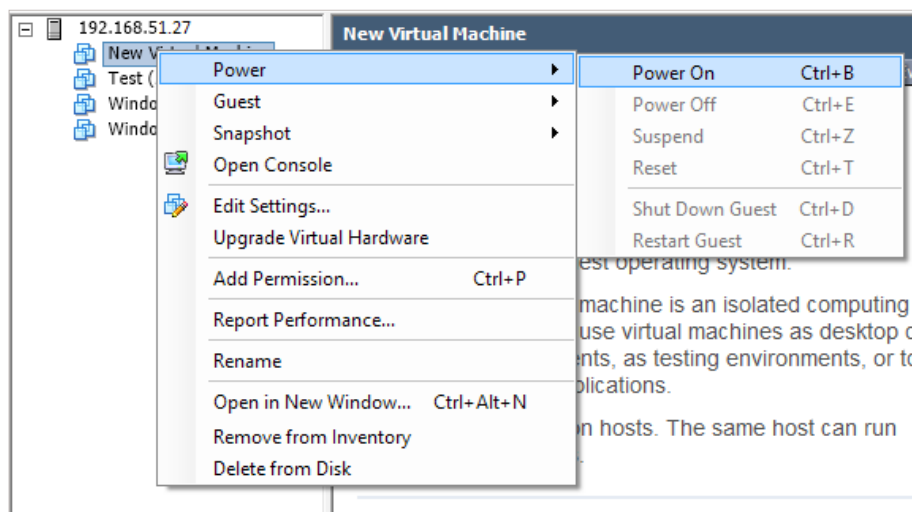 192.168.51.27
New Virtual Machine
New Virtual Machine
Test (
Windo
Windo
Power
Guest
Snapshot
Open Console
Edit Settings...
Upgrade Virtual Hardware
Add Permission... Ctrl+P
Report Performance...
Rename
Open in New Window... Ctrl+Alt+N
Remove from Inventory
Delete from Disk
Power On Ctrl+B
Power Off Ctrl+E
Suspend Ctrl+Z
Reset Ctrl+T
Shut Down Guest Ctrl+D
Restart Guest Ctrl+R
est operating system.
machine is an isolated computing
use virtual machines as desktop
ents, as testing environments, or to
plications.
n hosts. The same host can run